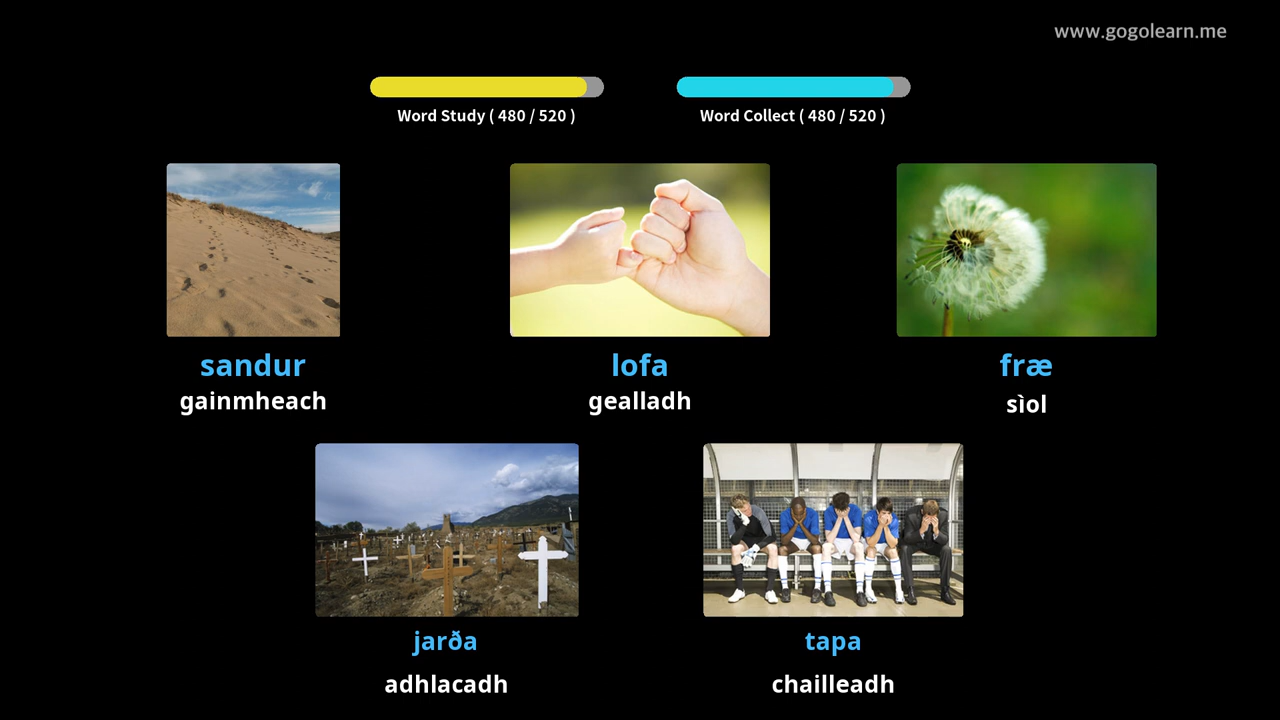 www.gogolearn.me
Word Study ( 480 / 520 )
Word Collect ( 480 / 520 )
sandur
gainmheach
lofa
gealladh
fræ
sìol
jarða
adhlacadh
tapa
chailleadh